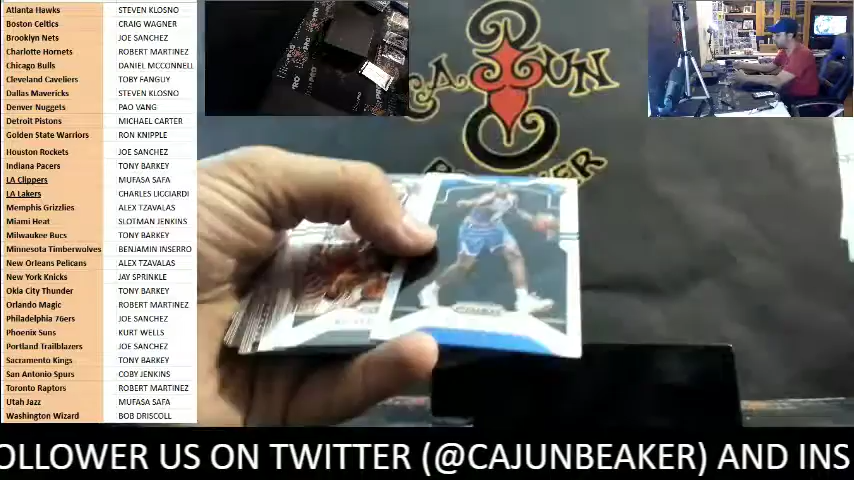 Atlanta Hawks STEVEN KLOSNO
Boston Celtics CRAIG WAGNER
Brooklyn Nets JOE SANCHEZ
Charlotte Hornets ROBERT MARTINEZ
Chicago Bulls DANIEL MCCONNELL
Cleveland Cavaliers TOBY FANGUY
Dallas Mavericks STEVEN KLOSNO
Denver Nuggets PAO VANG
Detroit Pistons MICHAEL CARTER
Golden State Warriors RON KNIPPLE
Houston Rockets JOE SANCHEZ
Indiana Pacers TONY BARKEY
LA Clippers MUFASA SAFA
LA Lakers CHARLES LICCIARDI
Memphis Grizzlies ALEX TZAVALAS
Miami Heat SLOTMAN JENKINS
Milwaukee Bucs TONY BARKEY
Minnesota Timberwolves BENJAMIN INSERRO
New Orleans Pelicans ALEX TZAVALAS
New York Knicks JAY SPRINKLE
Okla City Thunder TONY BARKEY
Orlando Magic ROBERT MARTINEZ
Philadelphia 76ers JOE SANCHEZ
Phoenix Suns KURT WELLS
Portland Trailblazers JOE SANCHEZ
Sacramento Kings TONY BARKEY
San Antonio Spurs COBY JENKINS
Toronto Raptors ROBERT MARTINEZ
Utah Jazz MUFASA SAFA
Washington Wizard BOB DRISCOLL
CAJUN
OLLOWER US ON TWITTER (@CAJUNBEAKER) AND INS